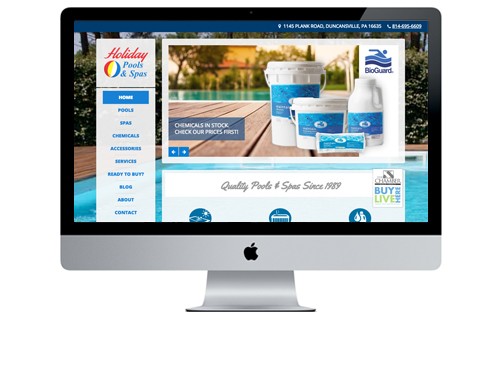 1145 PLANK ROAD, DUNCANSVILLE, PA 16635 814-695-6609
Holiday
Pools
& Spas
HOME
POOLS
SPAS
CHEMICALS
ACCESSORIES
SERVICES
READY TO BUY?
BLOG
ABOUT
CONTACT
BioGuard
CHEMICALS IN STOCK.
CHECK OUR PRICES FIRST!
Quality Pools & Spas Since 1989
CHAMBER
BUY HERE
LIVE HERE